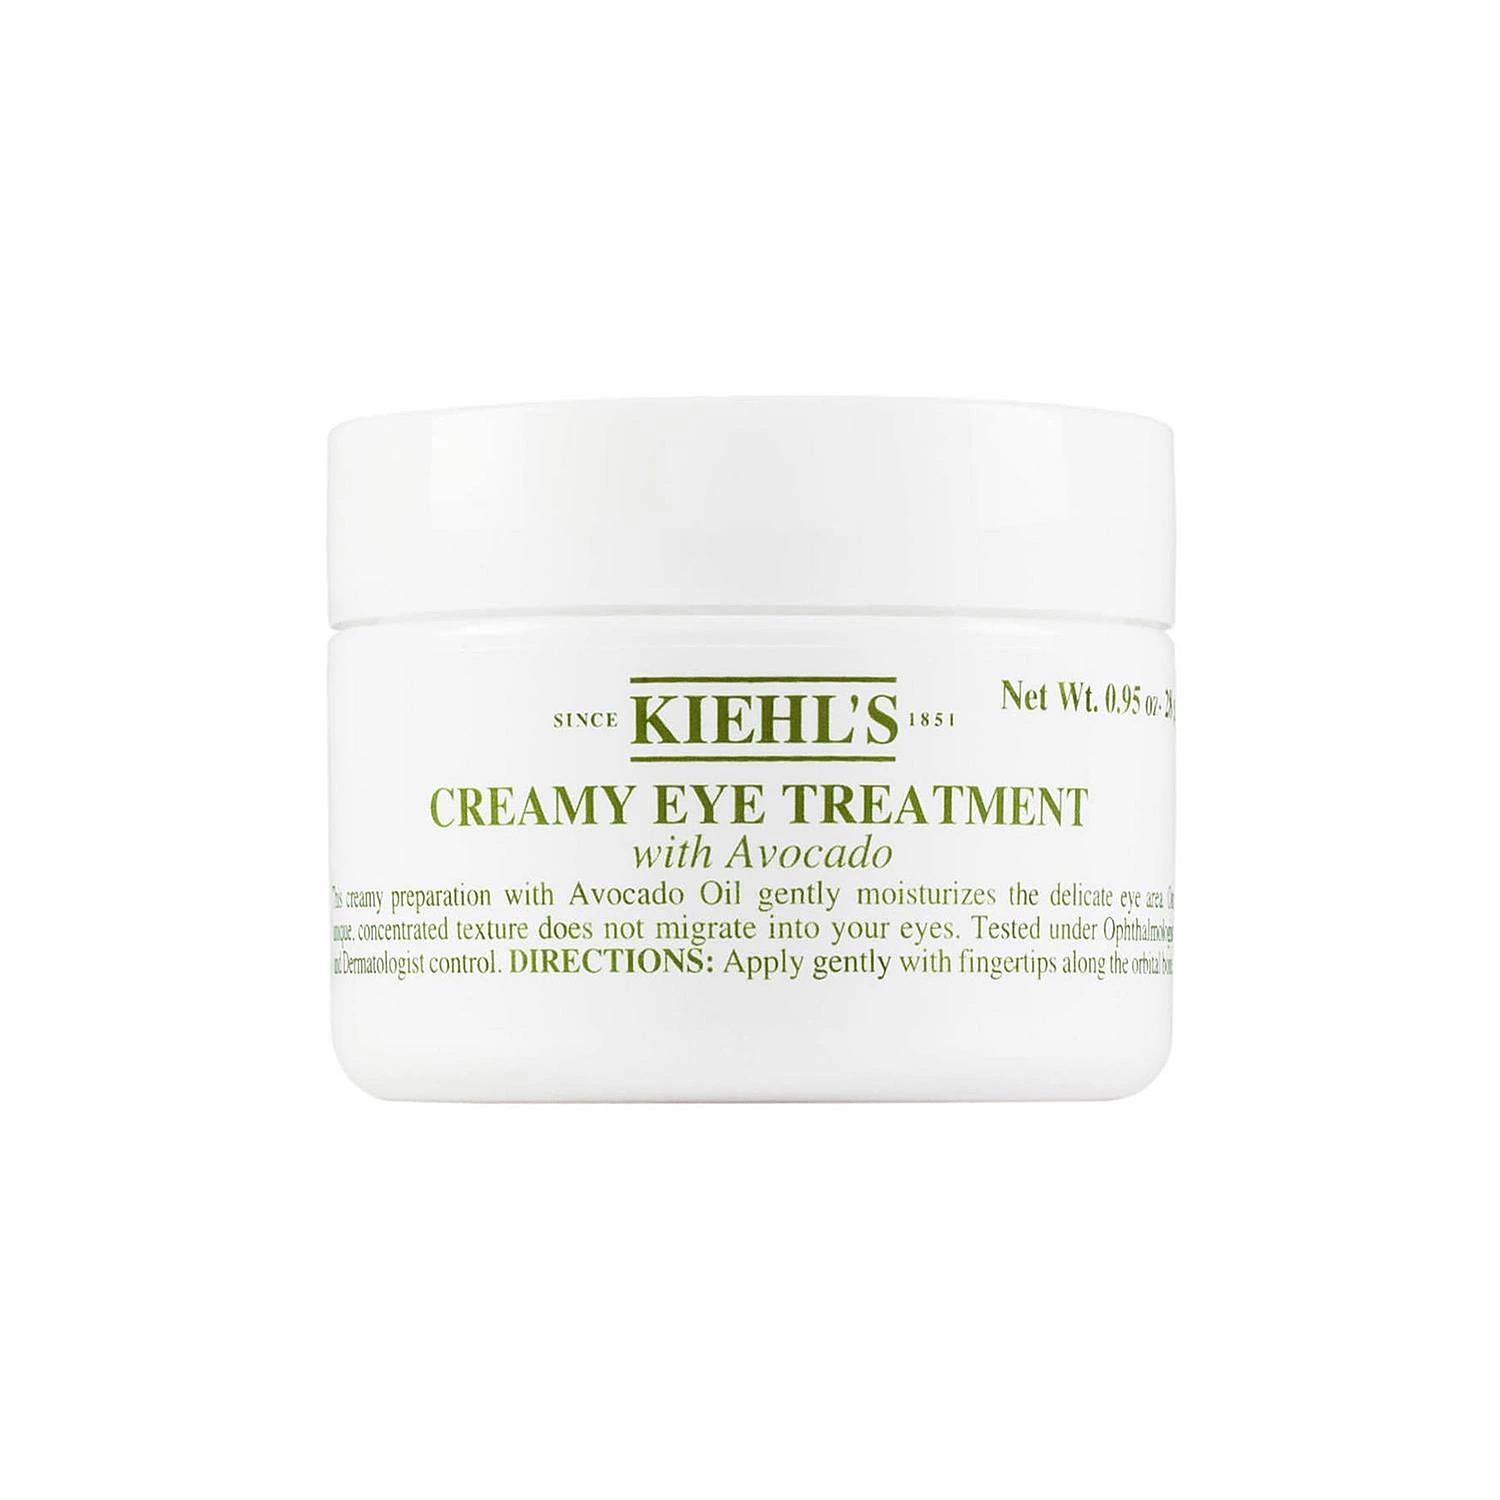 SINCE KIEHL'S 1851
Net Wt. 0.95 oz.
CREAMY EYE TREATMENT
with Avocado
creamy preparation with Avocado Oil gently moisturizes the delicate eye area
concentrated texture does not migrate into your eyes. Tested under
Dermatologist control. DIRECTIONS: Apply gently with fingertips along the orbital